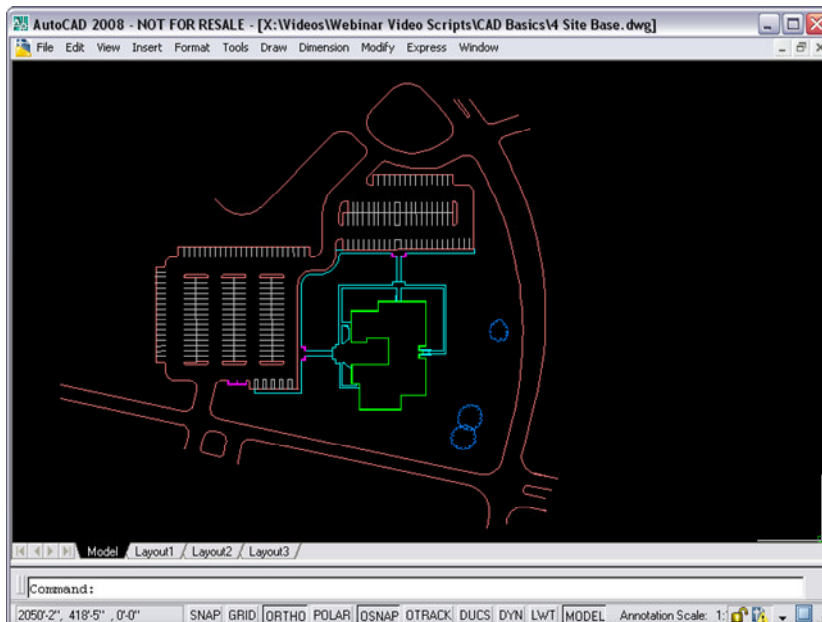 AutoCAD 2008 - NOT FOR RESALE - [X:\Videos\Webinar Video Scripts\CAD Basics\4 Site Base.dwg]
File Edit View Insert Format Tools Draw Dimension Modify Express Window
Model Layout1 Layout2 Layout3
Command:
2050'-2", 418'-5" , 0'-0" SNAP GRID ORTHO POLAR OSNAP OTRACK DUCS DYN LWT MODEL Annotation Scale: 1: